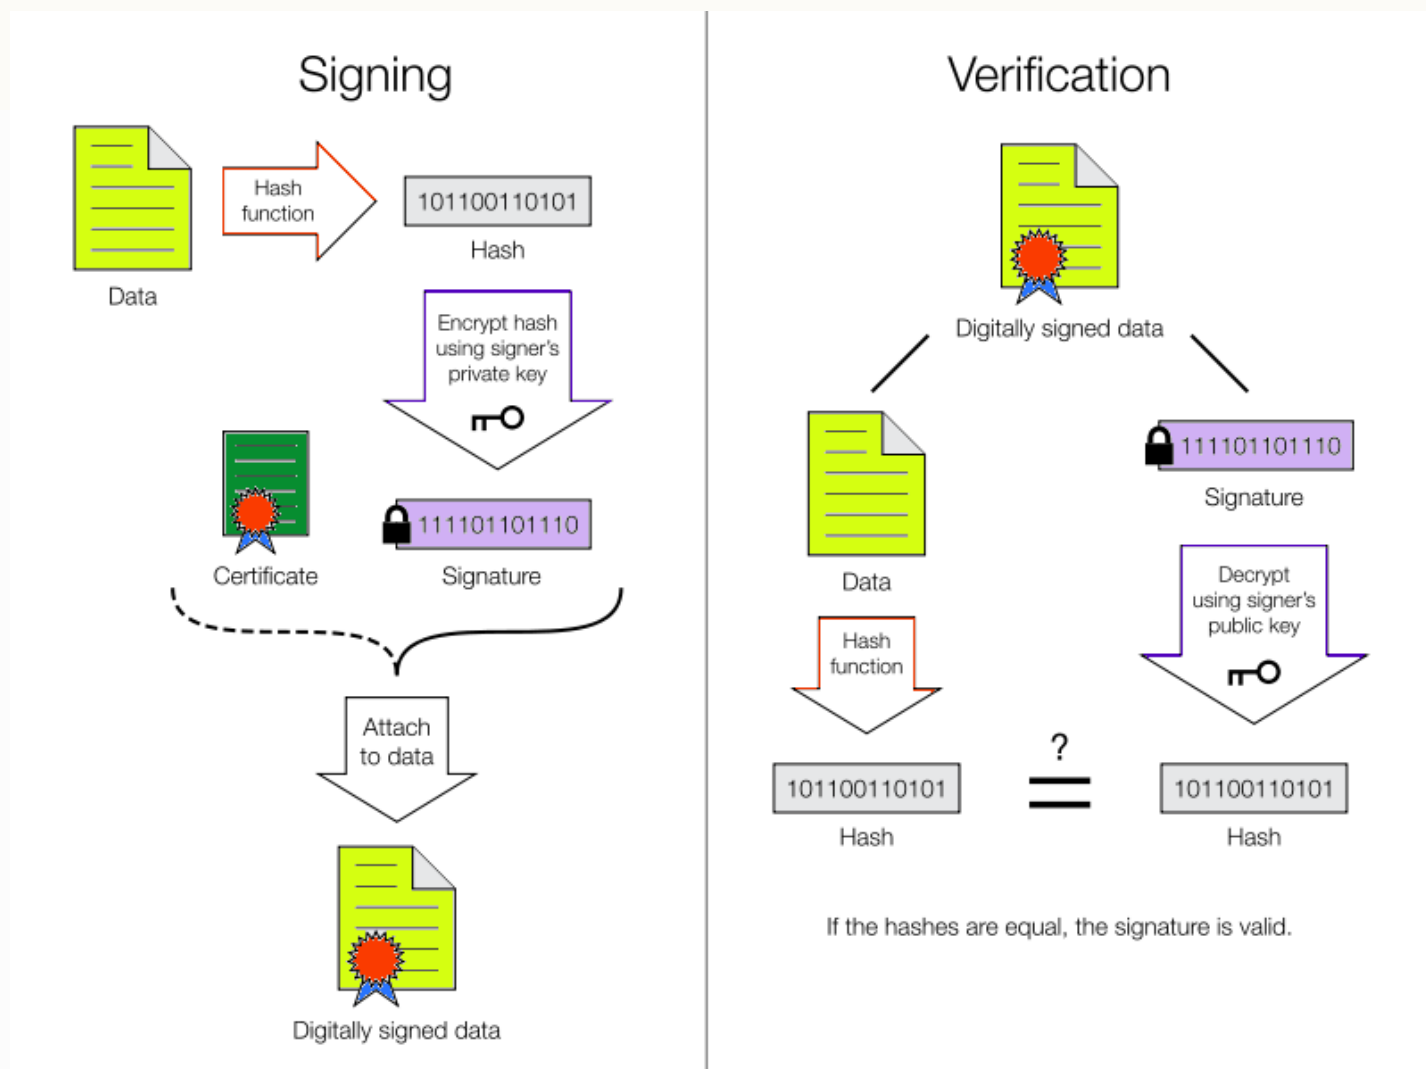 Signing
Hash
function
101100110101
Hash
Data
Encrypt hash
using signer's
private key
111101101110
Certificate
Signature
Attach
to data
Digitally signed data
Verification
Digitally signed data
111101101110
Signature
Data
Decrypt
using signer's
public key
Hash
function
?
101100110101
101100110101
Hash
Hash
If the hashes are equal, the signature is valid.